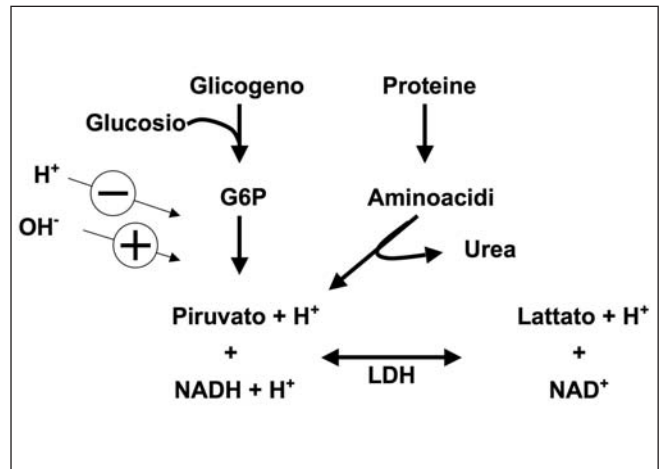 Glicogeno Proteine
Glucosio
H⁺
−
G6P Aminoacidi
OH⁻
+
Urea
Piruvato + H⁺ Lattato + H⁺
+ +
LDH
NADH + H⁺ NAD⁺